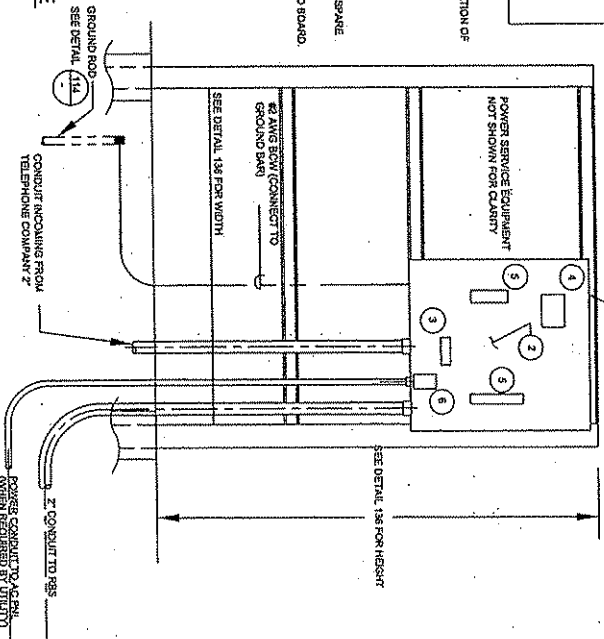 TION OF
SPARE.
D BOARD.
POWER SERVICE EQUIPMENT
NOT SHOWN FOR CLARITY
4
5
2
3
5
6
#2 AWG BCW (CONNECT TO
GROUND BAR)
SEE DETAIL 136 FOR WIDTH
SEE DETAIL 136 FOR HEIGHT
GROUND ROD
SEE DETAIL
114
-
CONDUIT INCOMING FROM
TELEPHONE COMPANY 2"
2" CONDUIT TO RBS
POWER CONDUIT TO AC PNL
(WHEN REQUIRED BY UTILITY)